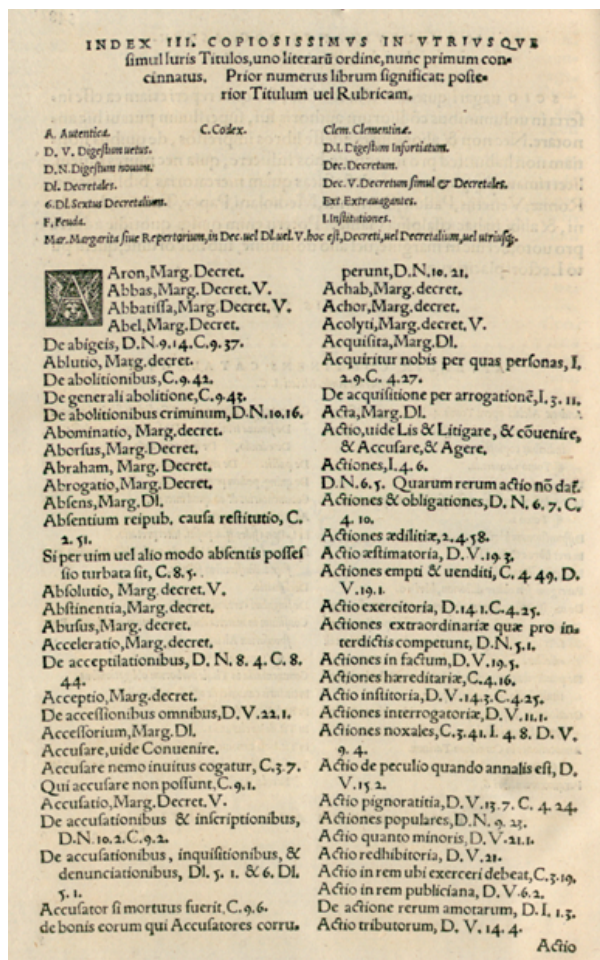 INDEX III. COPIOSISSIMVS IN VTRIVSQVE
simul Iuris Titulos, uno literarũ ordine, nunc primum con-
cinnatus. Prior numerus librum significat: poste-
rior Titulum uel Rubricam.
A. Autentica. C. Codex. Clem. Clementinæ.
D. V. Digestum uetus. D.I. Digestum Infortiatum.
D.N. Digestum nouum. Dec. Decretum.
Dl. Decretales. Dec. V. Decretum simul & Decretales.
6. Dl Sextus Decretalium. Ext. Extrauagantes.
F. Feuda. I. Institutiones.
Mar. Margarita siue Repertorium, in Dec. uel Dl. uel. V. hoc est, Decreti, uel Decretalium, uel utriusq;.
AAron, Marg. Decret.
Abbas, Marg. Decret. V.
Abbatissa, Marg. Decret. V.
Abel, Marg. Decret.
De abigeis, D.N.9.14.C.9.37.
Ablutio, Marg. decret.
De abolitionibus, C.9.42.
De generali abolitione, C.9.43.
De abolitionibus criminum, D.N.10.16.
Abominatio, Marg. decret.
Aborsus, Marg. Decret.
Abraham, Marg. Decret.
Abrogatio, Marg. Decret.
Absens, Marg. Dl.
Absentium reipub. causa restitutio, C.
2. 51.
Si per uim uel alio modo absentis posses
sio turbata sit, C. 8.5.
Absolutio, Marg. decret. V.
Abstinentia, Marg. decret.
Abusus, Marg. decret.
Acceleratio, Marg. decret.
De acceptilationibus, D. N. 8. 4. C. 8.
44.
Acceptio, Marg. decret.
De accessionibus omnibus, D. V. 22.1.
Accessorium, Marg. Dl.
Accusare, uide Conuenire.
Accusare nemo inuitus cogatur, C.3.7.
Qui accusare non possunt, C.9.1.
Accusatio, Marg. Decret. V.
De accusationibus & inscriptionibus,
D.N. 10.2. C.9.2.
De accusationibus, inquisitionibus, &
denunciationibus, Dl. 5. 1. & 6. Dl.
5.1.
Accusator si mortuus fuerit, C. 9.6.
de bonis eorum qui Accusatores corru-
perunt, D.N. 10. 21.
Achab, Marg. decret.
Achor, Marg. decret.
Acolyti, Marg. decret. V.
Acquisita, Marg. Dl.
Acquiritur nobis per quas personas, I.
2.9. C. 4.27.
De acquisitione per arrogationẽ, I.3. 11.
Acta, Marg. Dl.
Actio, uide Lis & Litigare, & cõuenire,
& Accusare, & Agere.
Actiones, I.4.6.
D.N. 6.5. Quarum rerum actio nõ dat̃.
Actiones & obligationes, D. N. 6. 7. C.
4. 10.
Actiones ædilitiæ, 2.4.58.
Actio æstimatoria, D. V. 19.3.
Actiones empti & uenditi, C. 4. 49. D.
V. 19.1.
Actio exercitoria, D.14.1.C.4.25.
Actiones extraordinariæ quæ pro in-
terdictis competunt, D.N.5.1.
Actiones in factum, D. V. 19.5.
Actiones hæreditariæ, C.4.16.
Actio institoria, D. V. 14.3. C.4.25.
Actiones interrogatoriæ, D. V. 11.1.
Actiones noxales, C.3.41. I. 4. 8. D. V.
9. 4.
Actio de peculio quando annalis est, D.
V. 15 2.
Actio pignoratitia, D. V. 13.7. C. 4. 24.
Actiones populares, D.N. 9. 23.
Actio quanto minoris, D. V. 21.1.
Actio redhibitoria, D. V. 21.
Actio in rem ubi exerceri debeat, C.3.19.
Actio in rem publiciana, D. V.6.2.
De actione rerum amotarum, D. I. 1.3.
Actio tributorum, D. V. 14. 4.
Actio